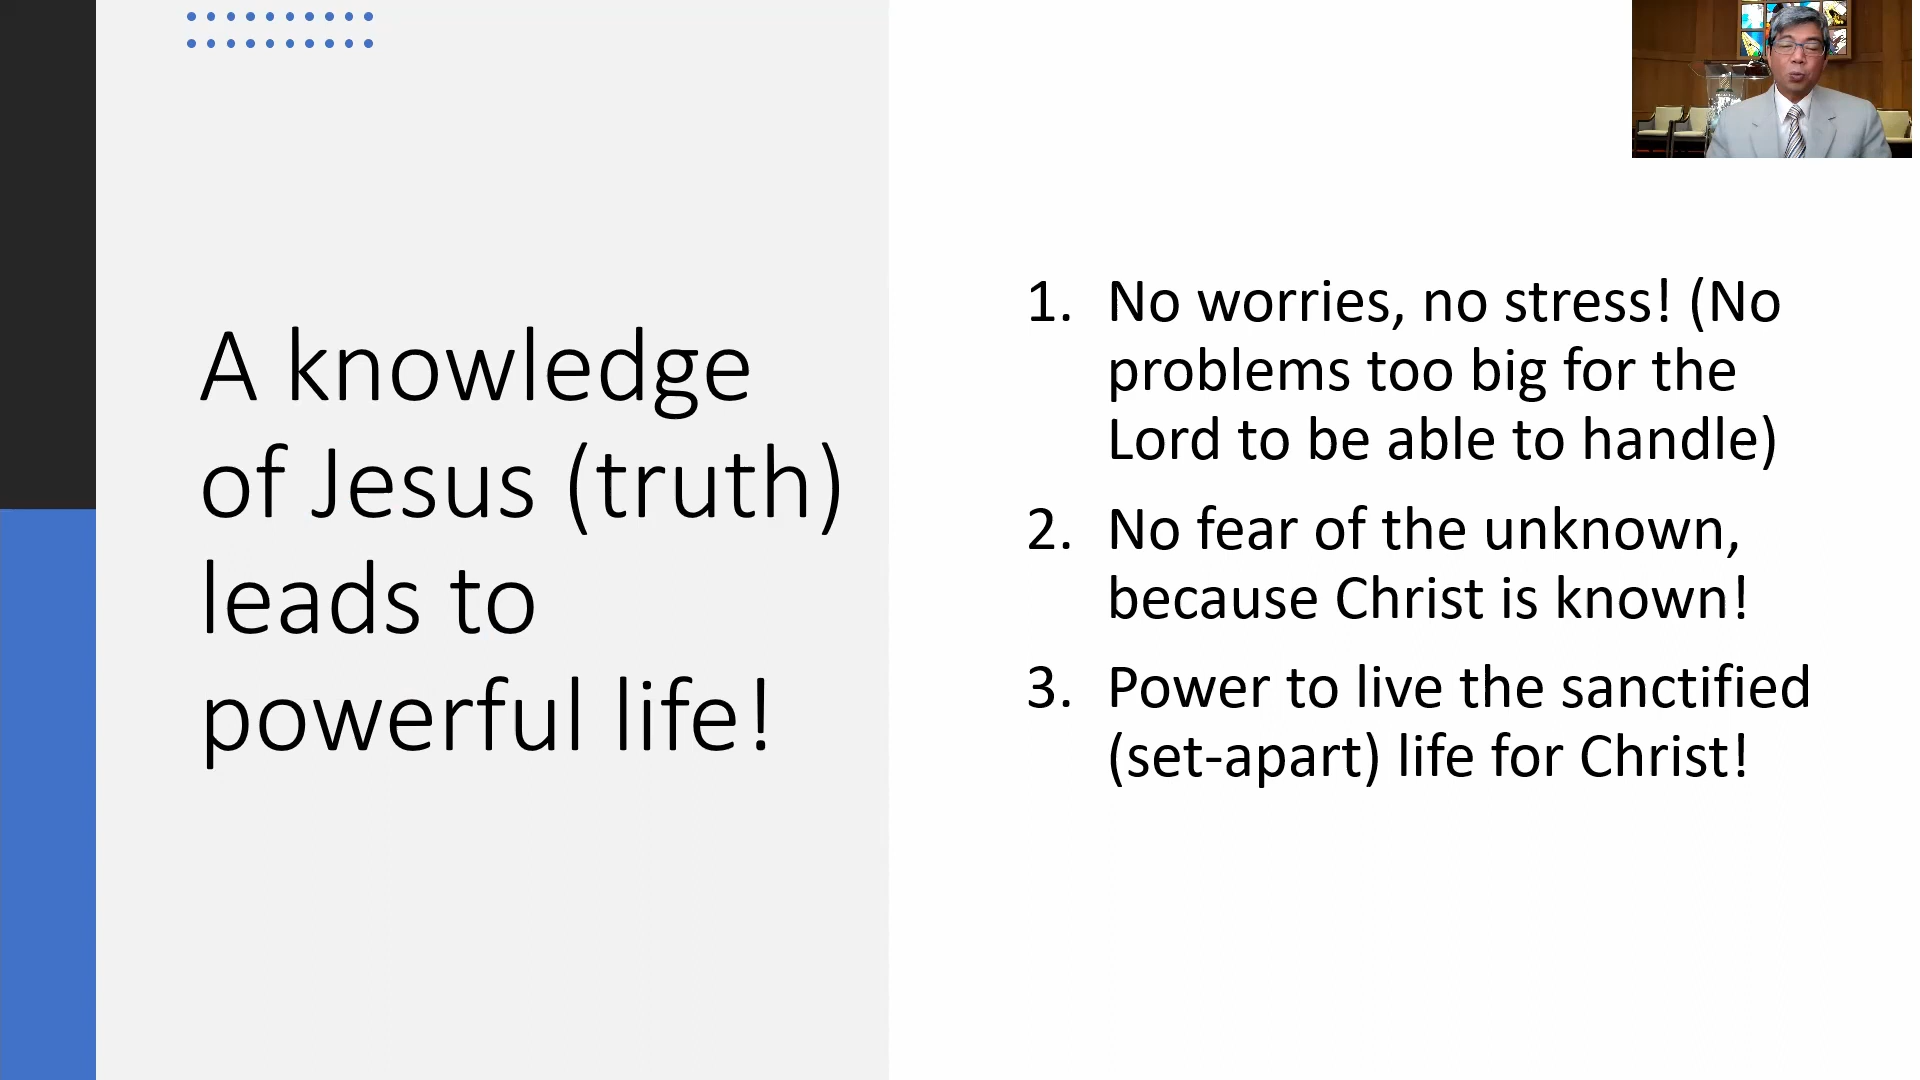 A knowledge
of Jesus (truth)
leads to
powerful life!
1. No worries, no stress! (No
problems too big for the
Lord to be able to handle)
2. No fear of the unknown,
because Christ is known!
3. Power to live the sanctified
(set-apart) life for Christ!